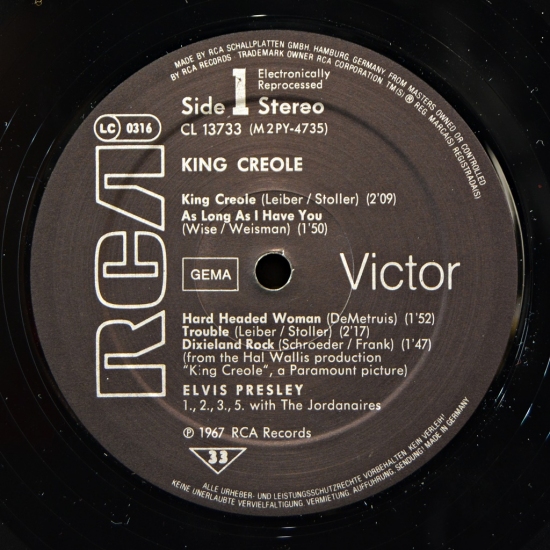 MADE BY RCA SCHALLPLATTEN GMBH. HAMBURG, GERMANY, FROM MASTERS OWNED OR CONTROLLED
BY RCA RECORDS · TRADEMARK OWNER RCA CORPORATION. TM(S) ® REG. MARCA(S) REGISTRADA(S)
Electronically
Reprocessed
Side 1 Stereo
CL 13733 (M2PY-4735)
LC 0316
RCA
KING CREOLE
King Creole (Leiber/Stoller) (2'09)
As Long As I Have You
(Wise/Weisman) (1'50)
GEMA
Victor
Hard Headed Woman (DeMetruis) (1'52)
Trouble (Leiber/Stoller) (2'17)
Dixieland Rock (Schroeder/Frank) (1'47)
(from the Hal Wallis production
"King Creole", a Paramount picture)
ELVIS PRESLEY
1., 2., 3., 5. with The Jordanaires
℗ 1967 RCA Records
33
ALLE URHEBER- UND LEISTUNGSSCHUTZRECHTE VORBEHALTEN. KEIN VERLEIH!
KEINE UNERLAUBTE VERVIELFÄLTIGUNG, VERMIETUNG, AUFFÜHRUNG, SENDUNG! MADE IN GERMANY